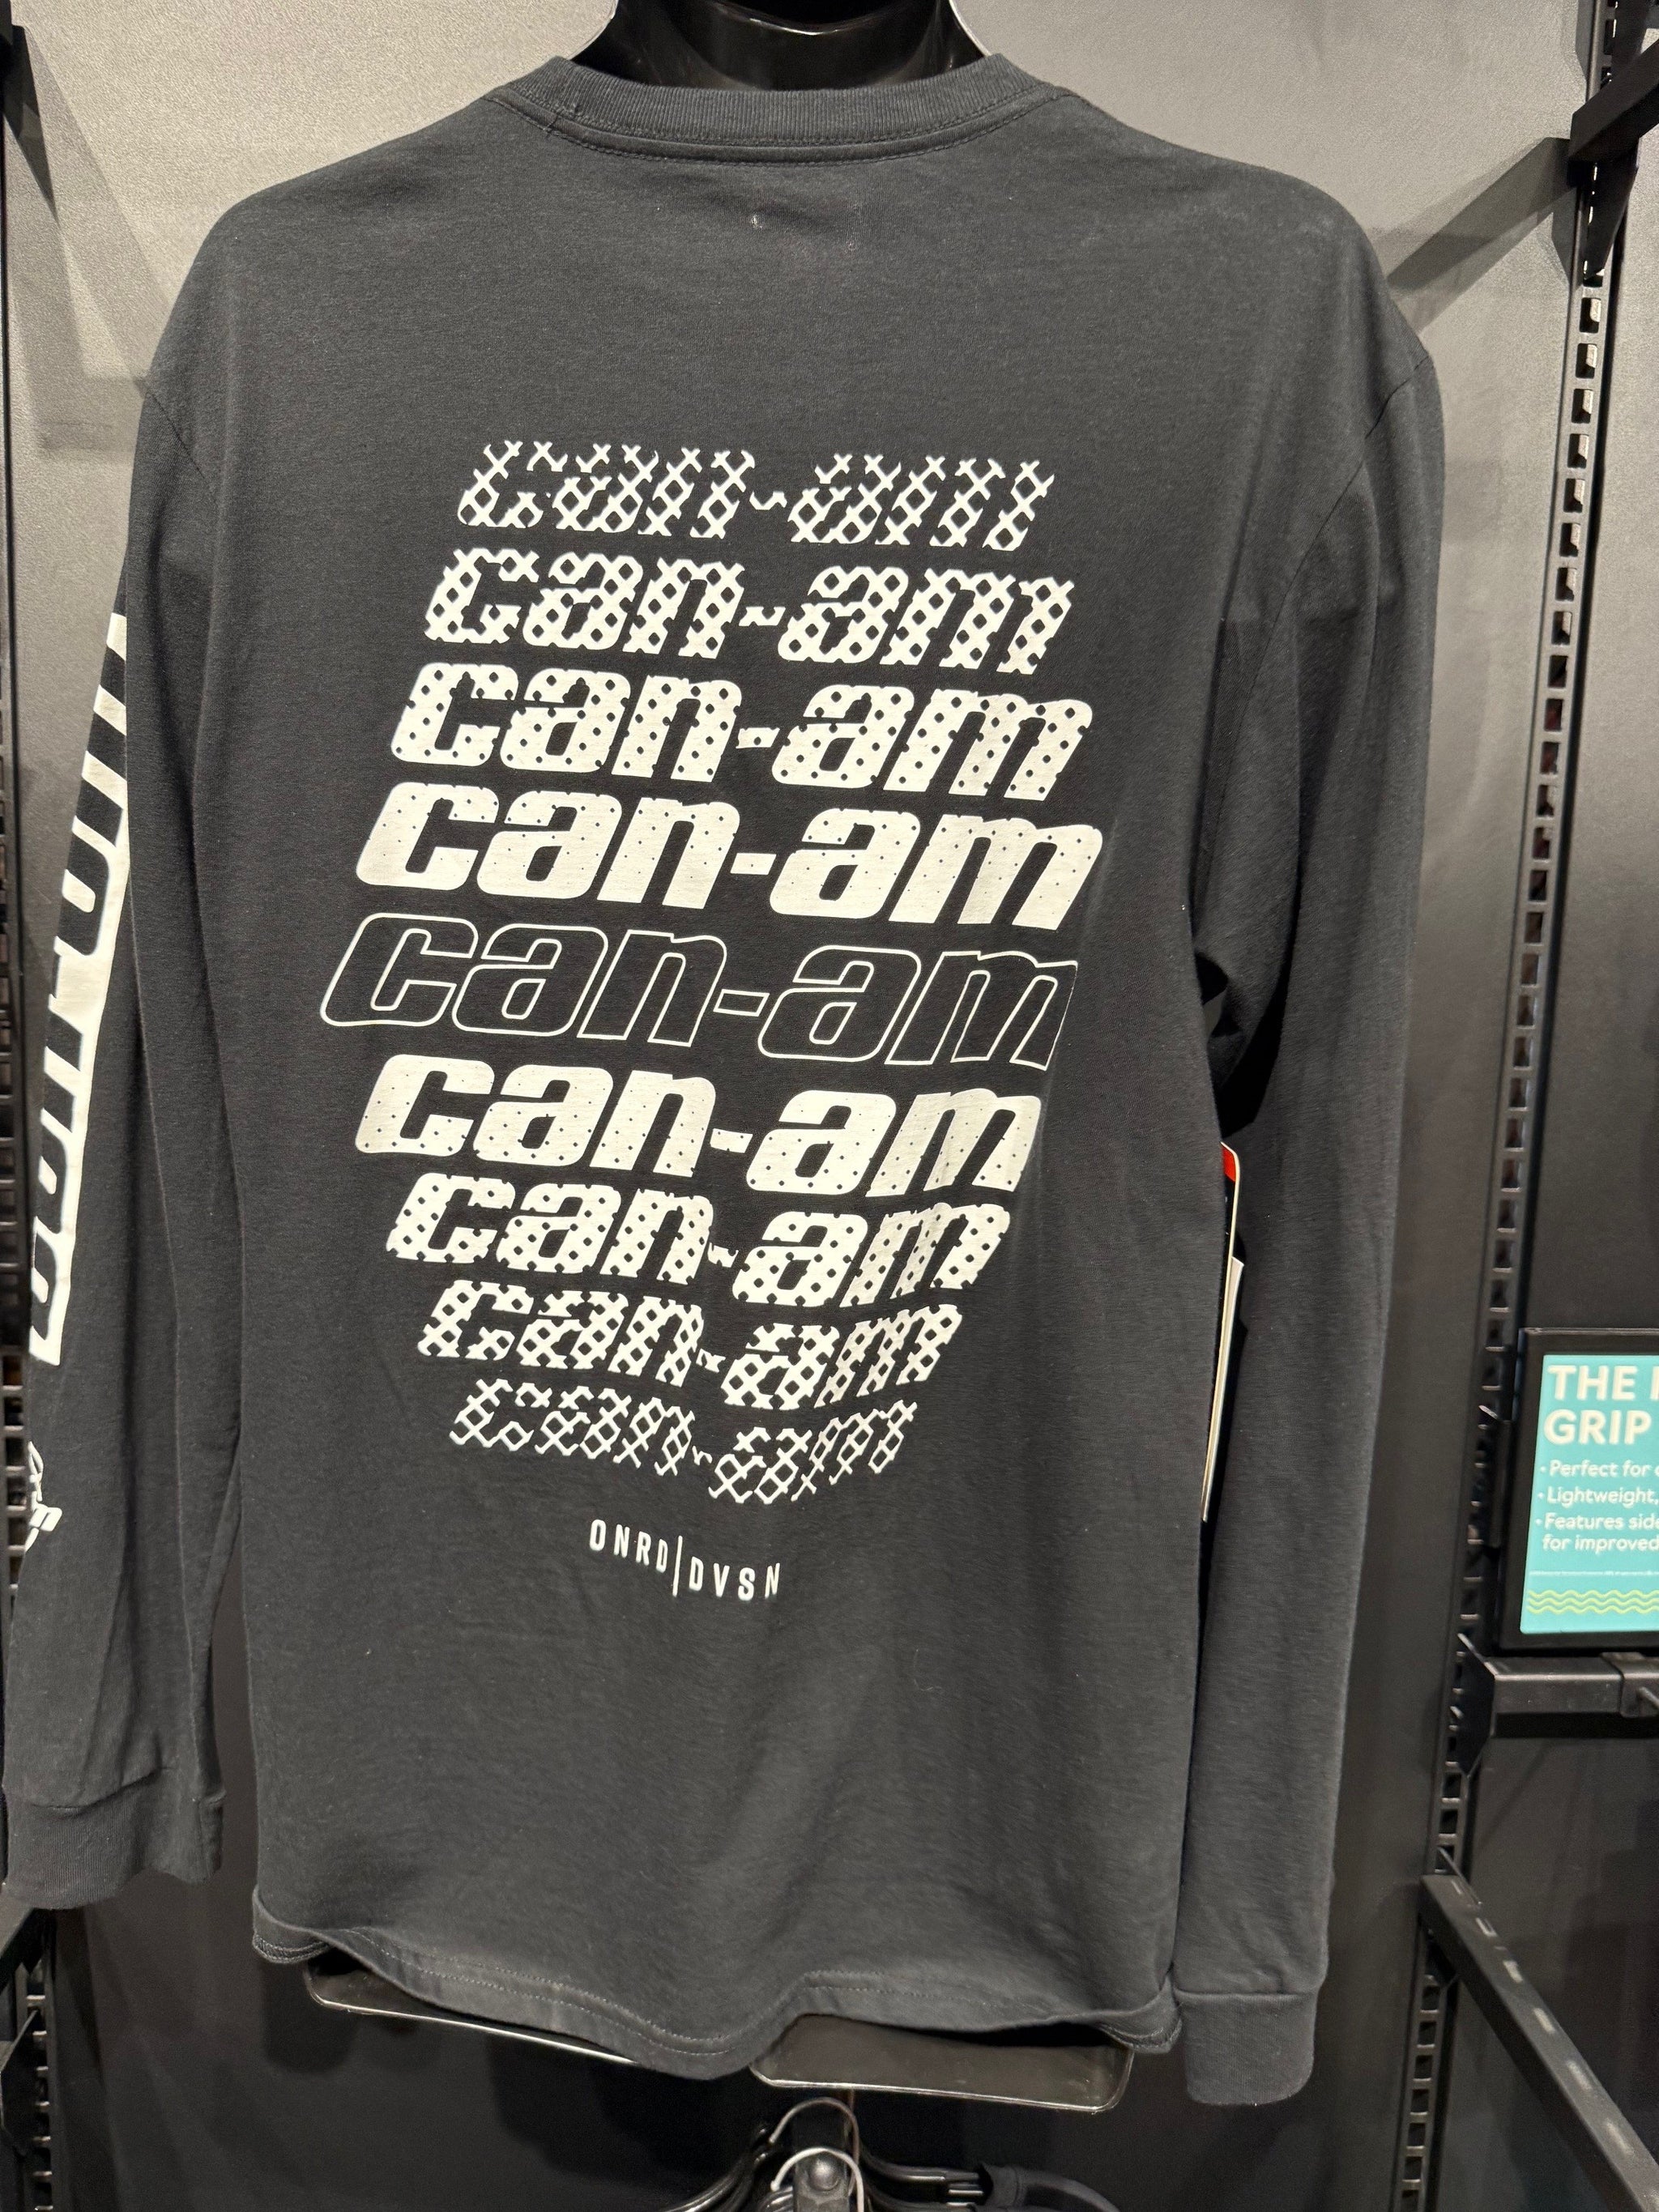 can-am
can-am
can-am
can-am
can-am
can-am
can-am
can-am
can-am
ONRD|DVSN
THE
GRIP
• Perfect for
• Lightweight,
• Features side
for improved